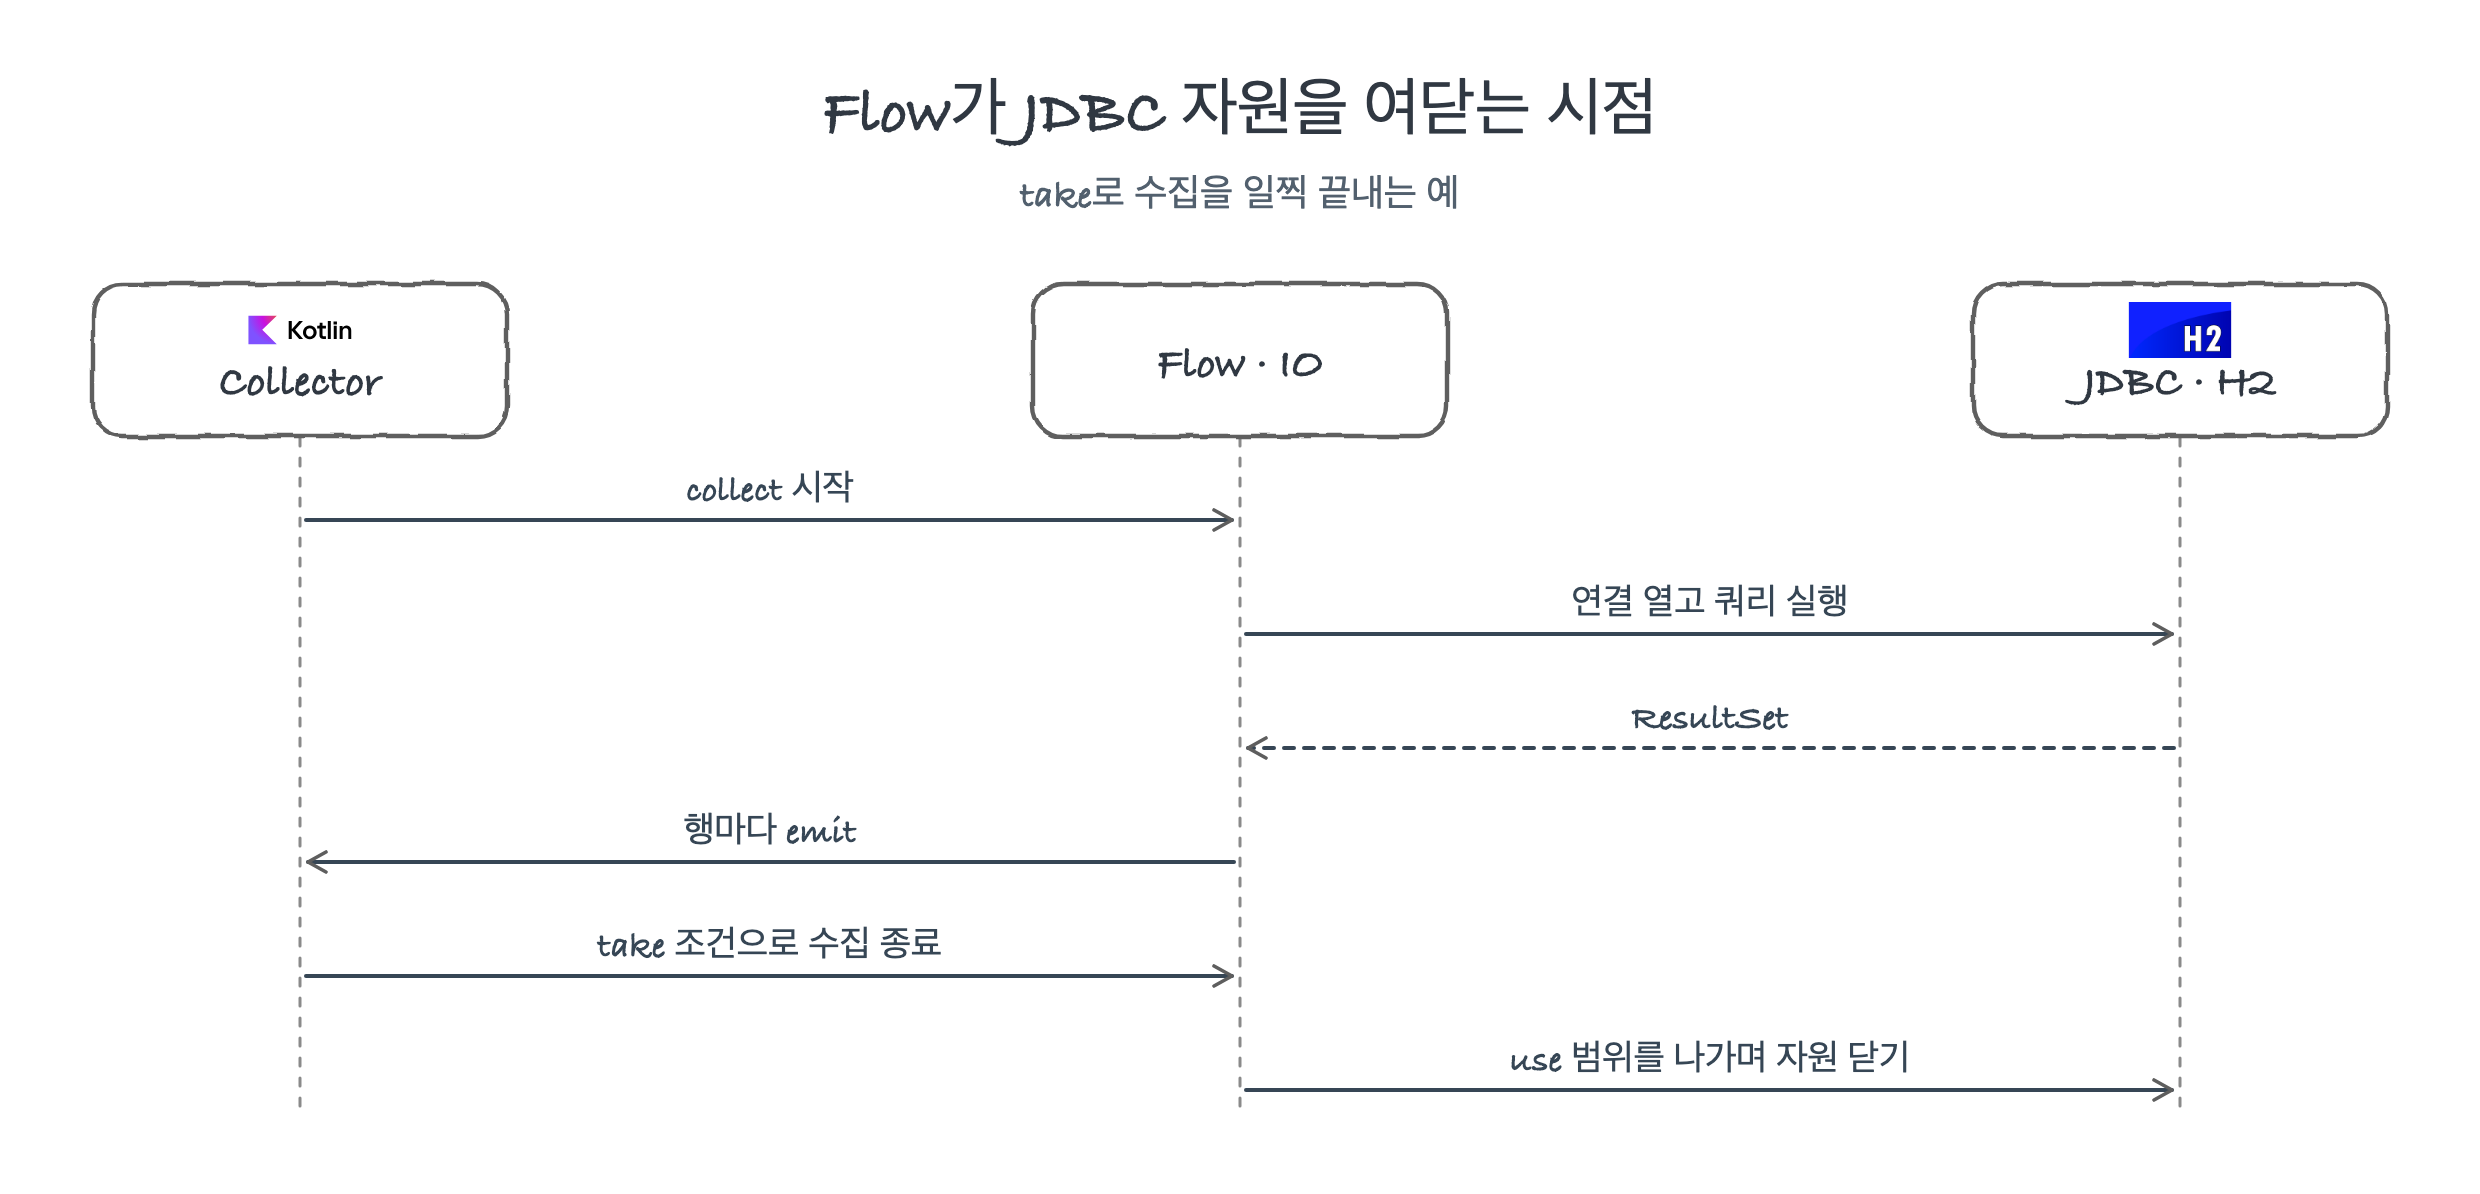 Flow가 JDBC 자원을 여닫는 시점
take로 수집을 일찍 끝내는 예
Kotlin
Collector
Flow · IO
H2
JDBC · H2
collect 시작
연결 열고 쿼리 실행
ResultSet
행마다 emit
take 조건으로 수집 종료
use 범위를 나가며 자원 닫기